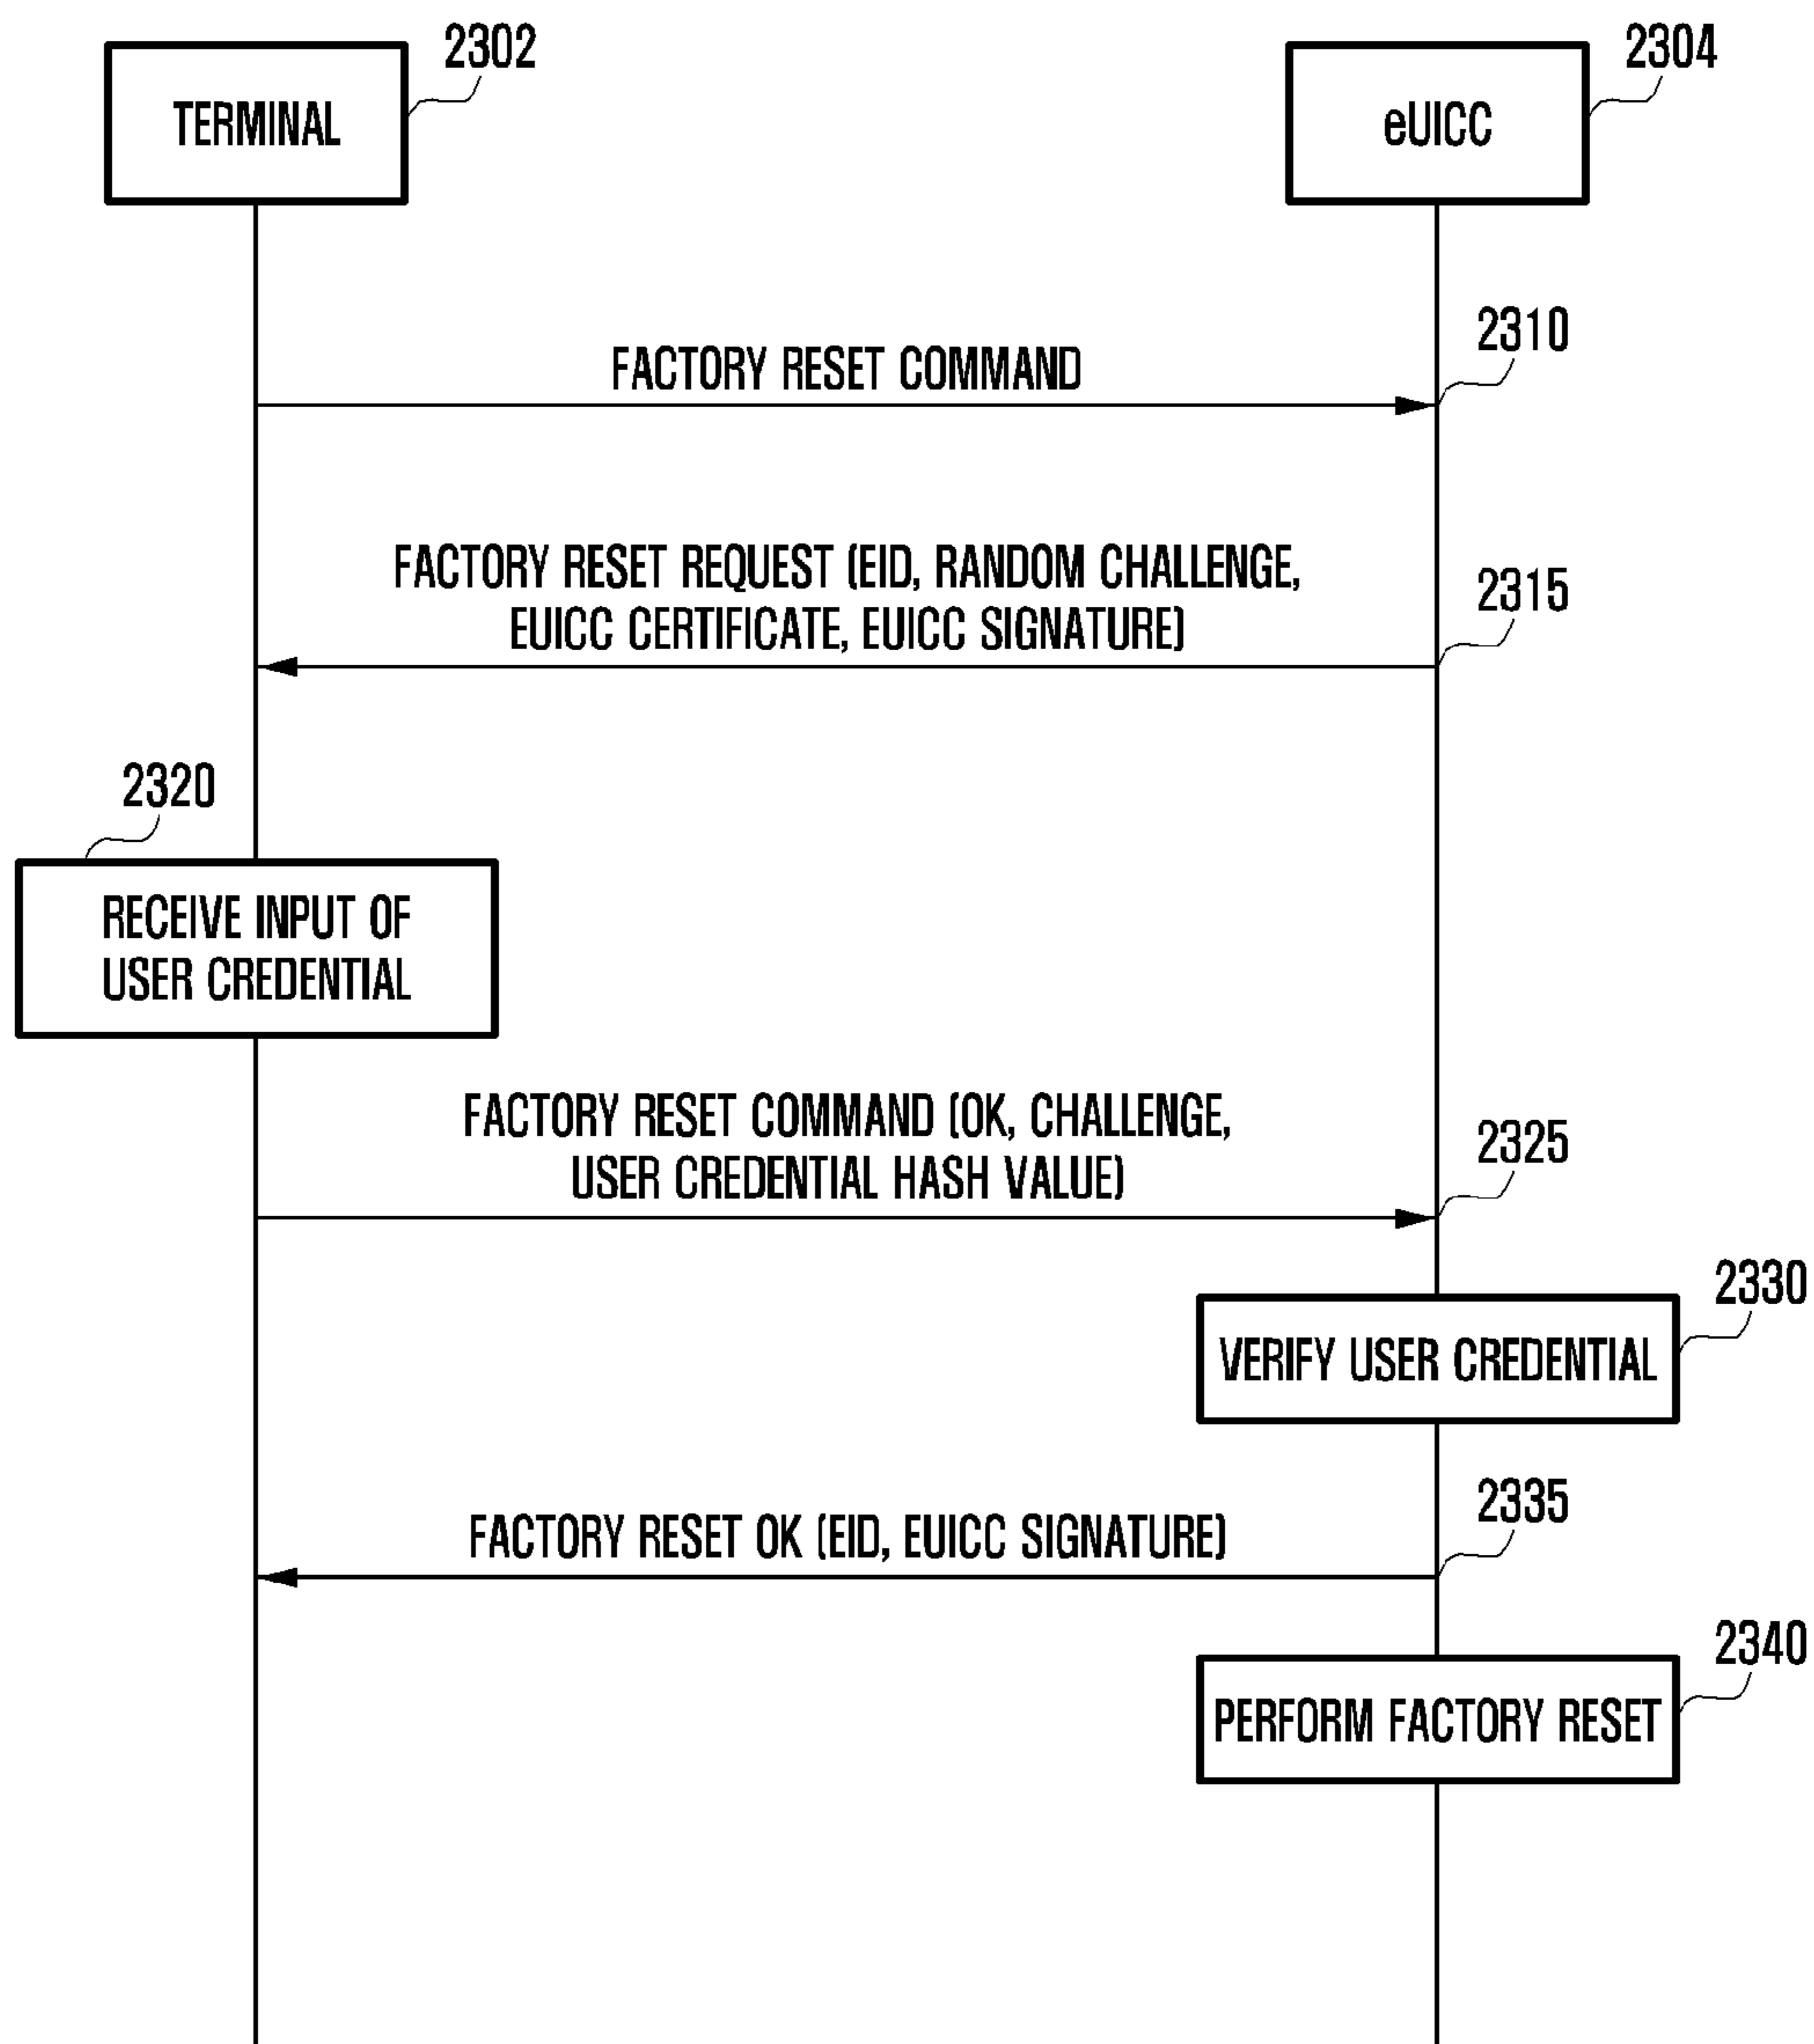 2302
2304
TERMINAL
eUICC
2310
FACTORY RESET COMMAND
FACTORY RESET REQUEST (EID, RANDOM CHALLENGE,
EUICC CERTIFICATE, EUICC SIGNATURE)
2315
2320
RECEIVE INPUT OF
USER CREDENTIAL
FACTORY RESET COMMAND (OK, CHALLENGE,
USER CREDENTIAL HASH VALUE)
2325
2330
VERIFY USER CREDENTIAL
2335
FACTORY RESET OK (EID, EUICC SIGNATURE)
2340
PERFORM FACTORY RESET